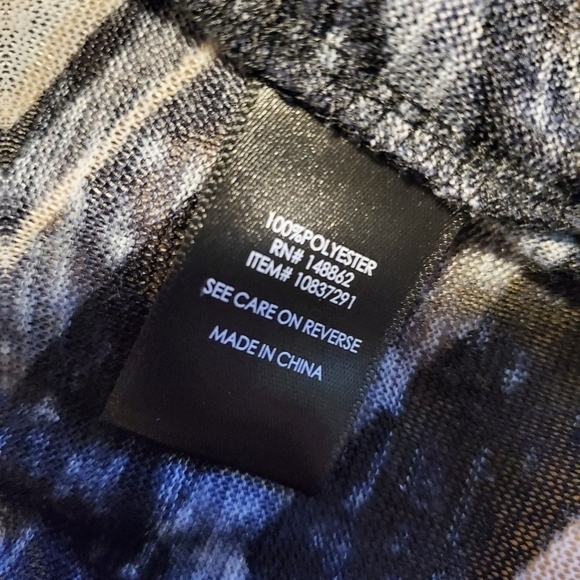 100%POLYESTER
RN# 148862
ITEM# 10837291
SEE CARE ON REVERSE
MADE IN CHINA